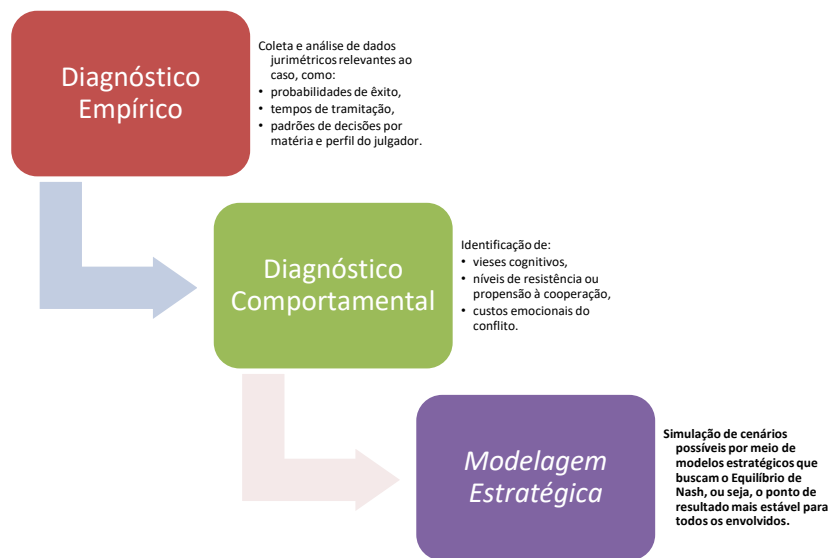 Diagnóstico
Empírico
Coleta e análise de dados
jurimétricos relevantes ao
caso, como:
• probabilidades de êxito,
• tempos de tramitação,
• padrões de decisões por
matéria e perfil do julgador.
Diagnóstico
Comportamental
Identificação de:
• vieses cognitivos,
• níveis de resistência ou
propensão à cooperação,
• custos emocionais do
conflito.
Modelagem
Estratégica
Simulação de cenários
possíveis por meio de
modelos estratégicos que
buscam o Equilíbrio de
Nash, ou seja, o ponto de
resultado mais estável para
todos os envolvidos.